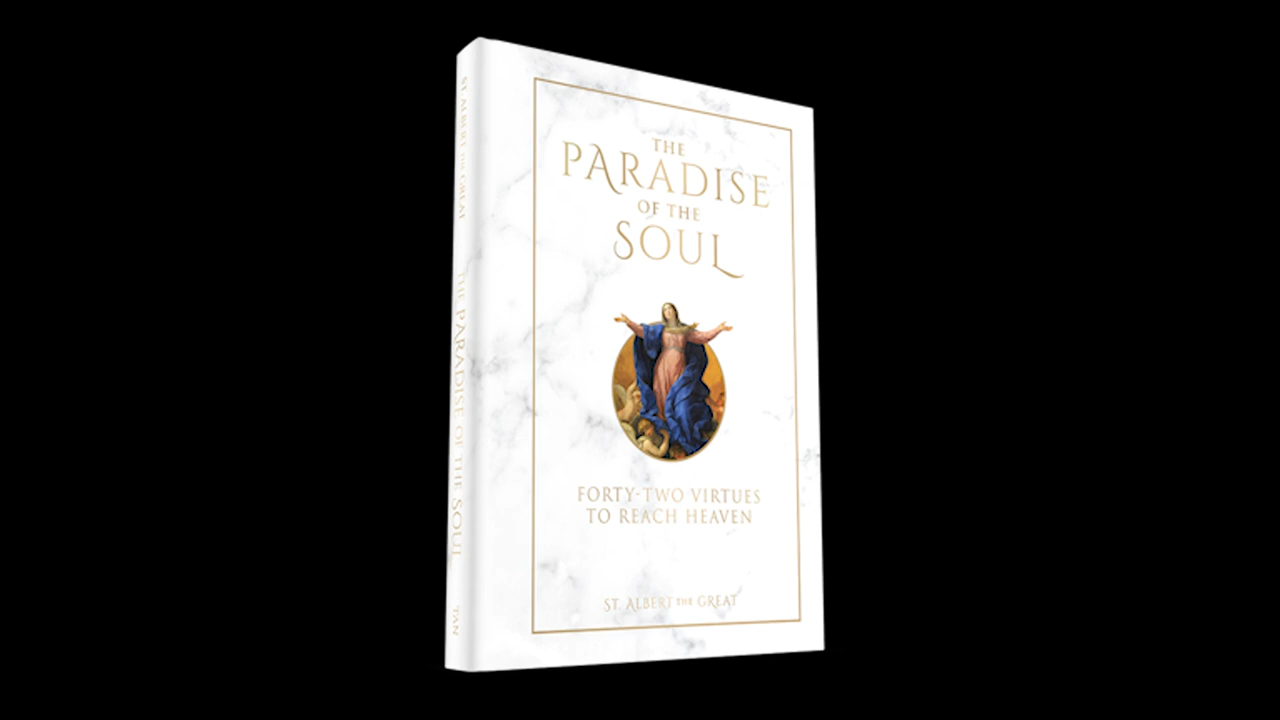 THE
PARADISE
OF THE
SOUL
FORTY-TWO VIRTUES
TO REACH HEAVEN
ST. ALBERT THE GREAT
ST. ALBERT THE GREAT
THE PARADISE OF THE SOUL
TAN